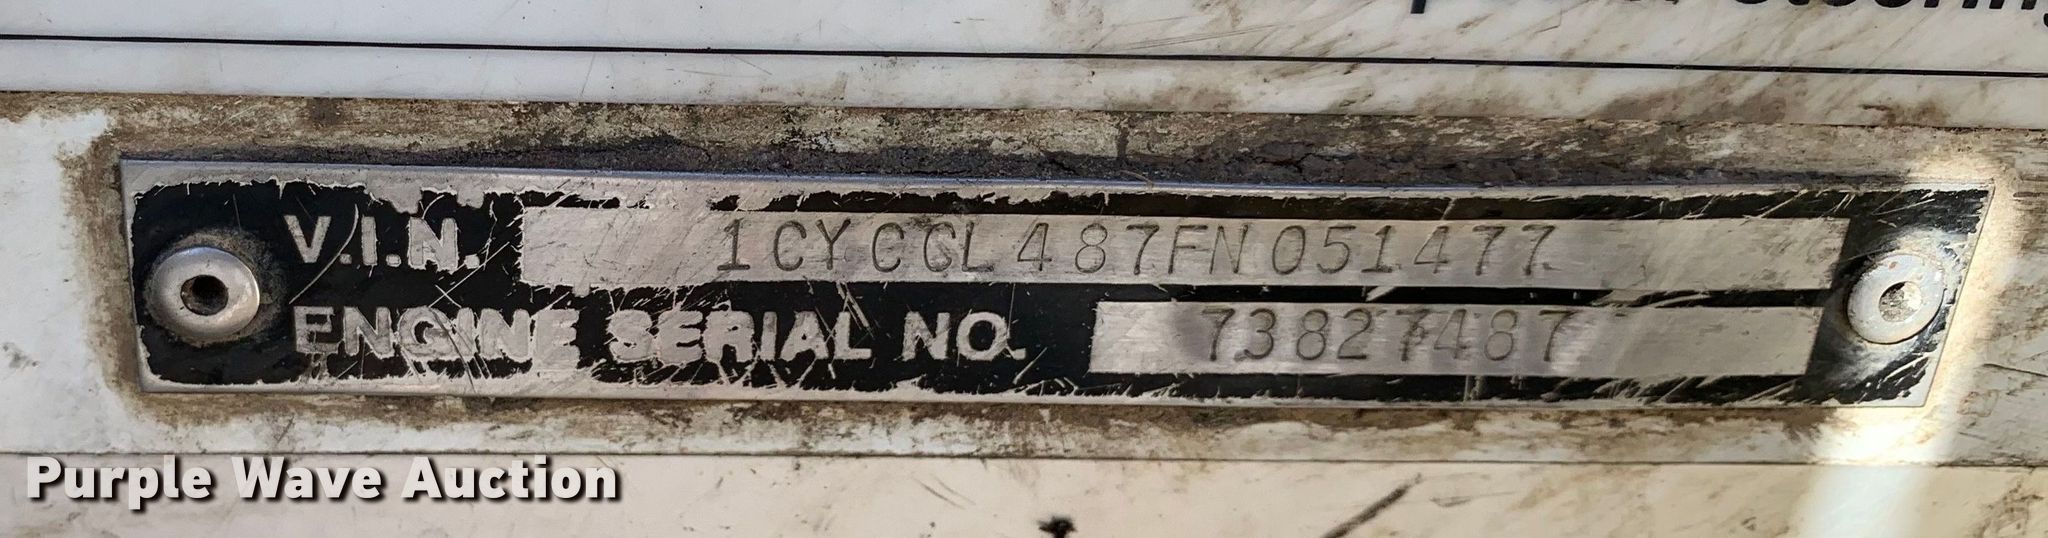 V.I.N. 1CYCCL487FN051477
ENGINE SERIAL NO. 73827487
Purple Wave Auction